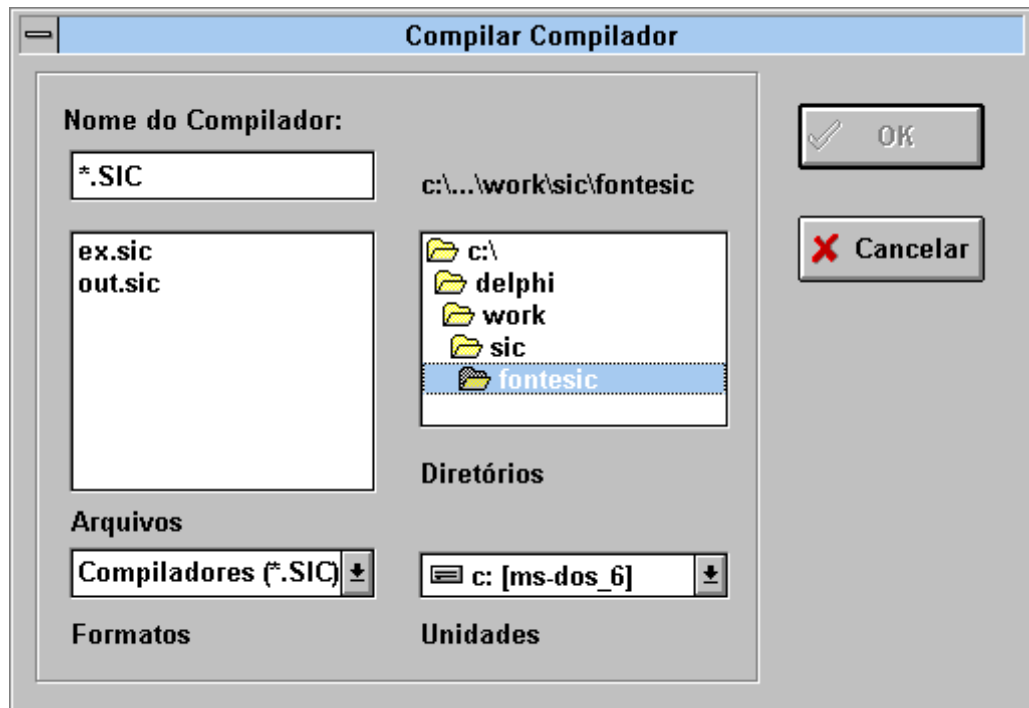 Compilar Compilador
Nome do Compilador:
*.SIC
c:\...\work\sic\fontesic
OK
Cancelar
ex.sic
out.sic
c:\
delphi
work
sic
fontesic
Diretórios
Arquivos
Compiladores (*.SIC)
c: [ms-dos_6]
Formatos
Unidades